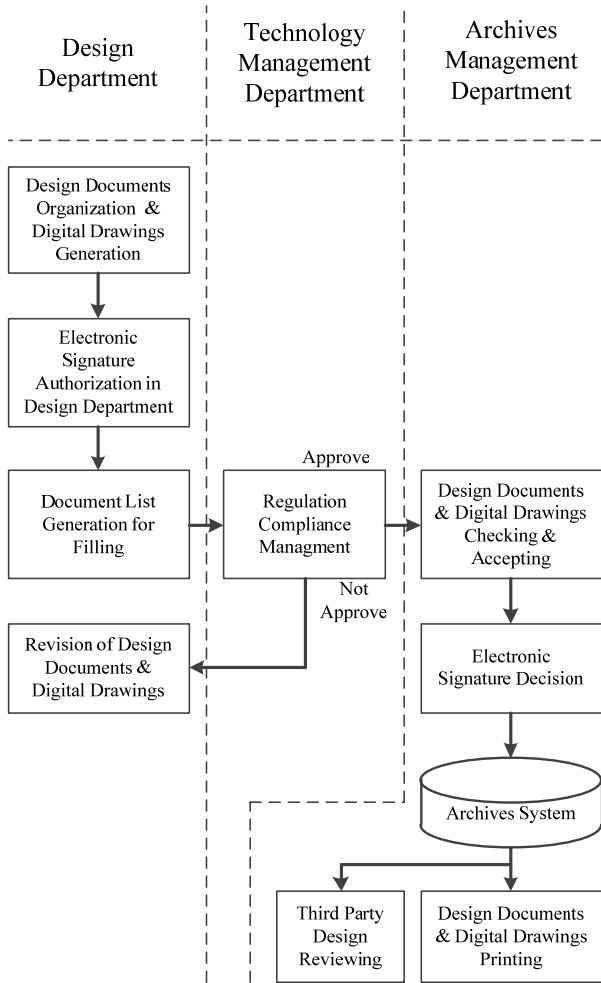 Design
Department
Technology
Management
Department
Archives
Management
Department
Design Documents
Organization &
Digital Drawings
Generation
Electronic
Signature
Authorization in
Design Department
Document List
Generation for
Filling
Approve
Regulation
Compliance
Managment
Not
Approve
Design Documents
& Digital Drawings
Checking &
Accepting
Revision of Design
Documents &
Digital Drawings
Electronic
Signature Decision
Archives System
Third Party
Design
Reviewing
Design Documents
& Digital Drawings
Printing